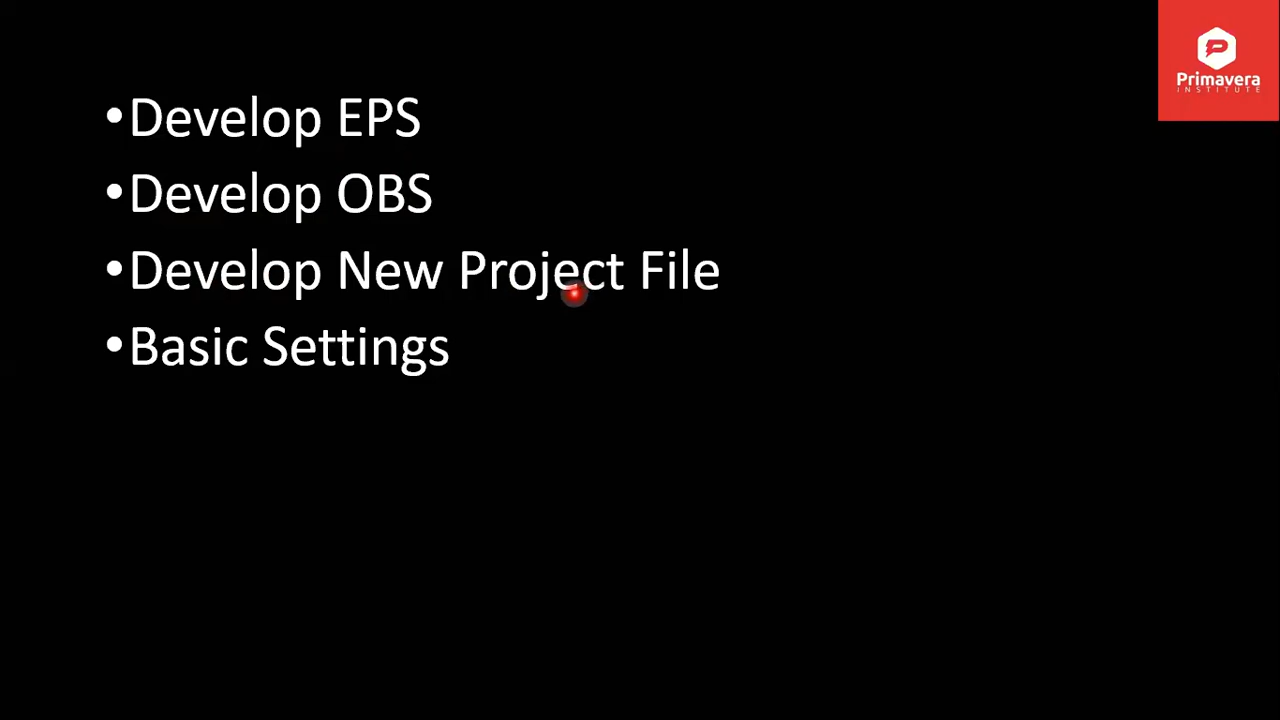 •Develop EPS
•Develop OBS
•Develop New Project File
•Basic Settings
Primavera
INSTITUTE